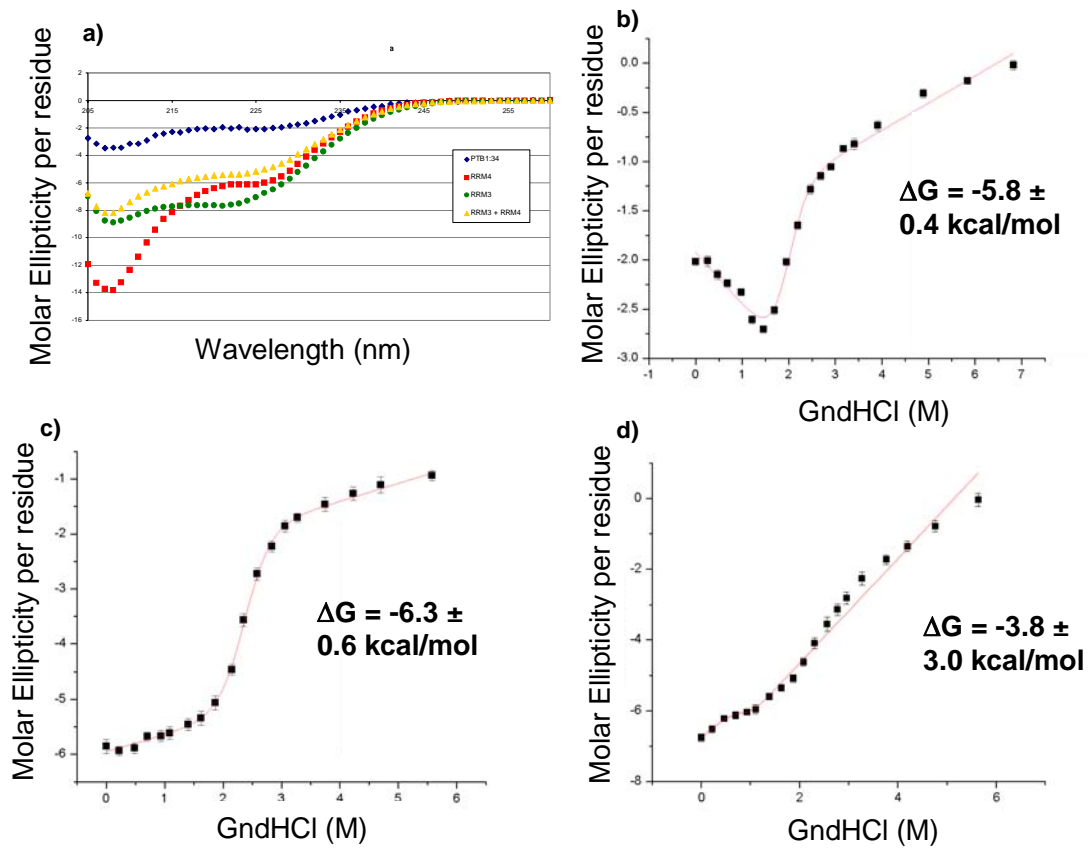 a)
a
0
-2
-4
-6
-8
-10
-12
-14
-16
205 215 225 235 245 255
PTB1:34
RRM4
RRM3
RRM3 + RRM4
Molar Ellipticity per residue
Wavelength (nm)
b)
0.0
-0.5
-1.0
-1.5
-2.0
-2.5
-3.0
-1 0 1 2 3 4 5 6 7 8
ΔG = -5.8 ±
0.4 kcal/mol
Molar Ellipticity per residue
GndHCl (M)
c)
-1
-2
-3
-4
-5
-6
0 1 2 3 4 5 6
ΔG = -6.3 ±
0.6 kcal/mol
Molar Ellipticity per residue
GndHCl (M)
d)
0
-2
-4
-6
-8
0 2 4 6
ΔG = -3.8 ±
3.0 kcal/mol
Molar Ellipticity per residue
GndHCl (M)